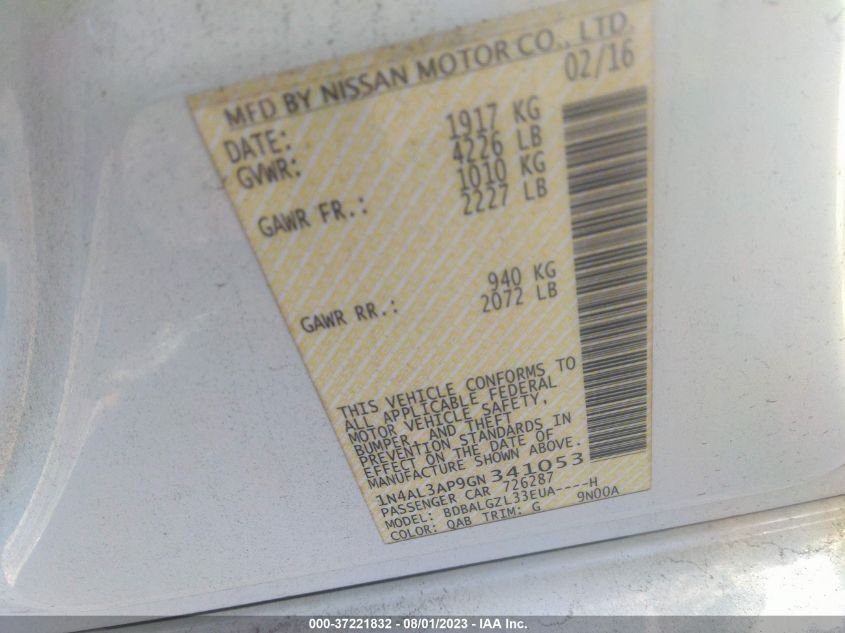 MFD BY NISSAN MOTOR CO., LTD.
DATE: 02/16
GVWR: 1917 KG
4226 LB
GAWR FR.: 1010 KG
2227 LB
GAWR RR.: 940 KG
2072 LB
THIS VEHICLE CONFORMS TO
ALL APPLICABLE FEDERAL
MOTOR VEHICLE SAFETY,
BUMPER, AND THEFT
PREVENTION STANDARDS IN
EFFECT ON THE DATE OF
MANUFACTURE SHOWN ABOVE.
1N4AL3AP9GN341053
PASSENGER CAR 726287
MODEL: BDBALGZL33EUA----H
COLOR: QAB TRIM: G 9N00A
000-37221832 - 08/01/2023 - IAA Inc.